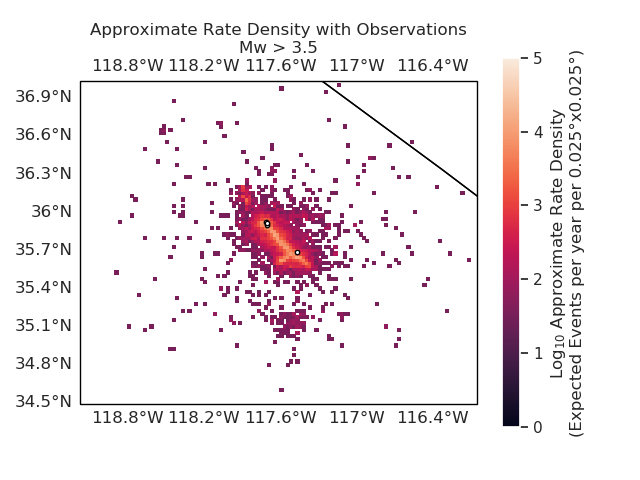 Approximate Rate Density with Observations
Mw > 3.5
118.8°W 118.2°W 117.6°W 117°W 116.4°W
36.9°N
36.6°N
36.3°N
36°N
35.7°N
35.4°N
35.1°N
34.8°N
34.5°N
118.8°W 118.2°W 117.6°W 117°W 116.4°W
5
4
3
2
1
0
Log₁₀ Approximate Rate Density
(Expected Events per year per 0.025°x0.025°)